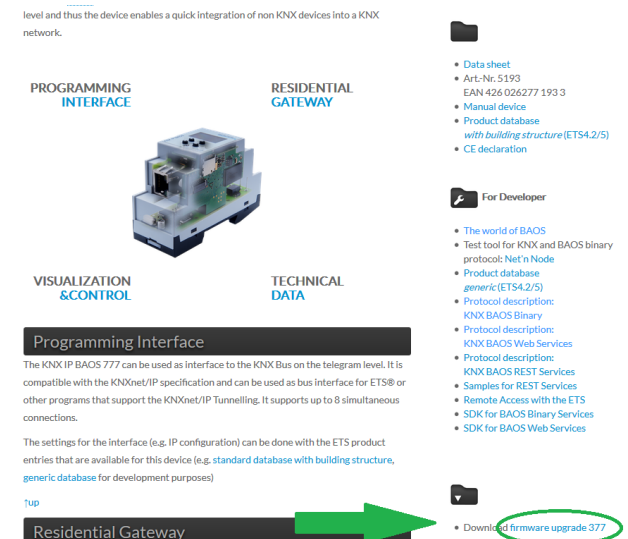 level and thus the device enables a quick integration of non KNX devices into a KNX
network.
PROGRAMMING
INTERFACE
RESIDENTIAL
GATEWAY
VISUALIZATION
&CONTROL
TECHNICAL
DATA
Programming Interface
The KNX IP BAOS 777 can be used as interface to the KNX Bus on the telegram level. It is
compatible with the KNXnet/IP specification and can be used as bus interface for ETS® or
other programs that support the KNXnet/IP Tunnelling. It supports up to 8 simultaneous
connections.
The settings for the interface (e.g. IP configuration) can be done with the ETS product
entries that are available for this device (e.g. standard database with building structure,
generic database for development purposes)
↑up
Residential Gateway
• Data sheet
• Art.-Nr. 5193
EAN 426 026277 193 3
• Manual device
• Product database
with building structure (ETS4.2/5)
• CE declaration
For Developer
• The world of BAOS
• Test tool for KNX and BAOS binary
protocol: Net'n Node
• Product database
generic (ETS4.2/5)
• Protocol description:
KNX BAOS Binary
• Protocol description:
KNX BAOS Web Services
• Protocol description:
KNX BAOS REST Services
• Samples for REST Services
• Remote Access with the ETS
• SDK for BAOS Binary Services
• SDK for BAOS Web Services
• Download firmware upgrade 377